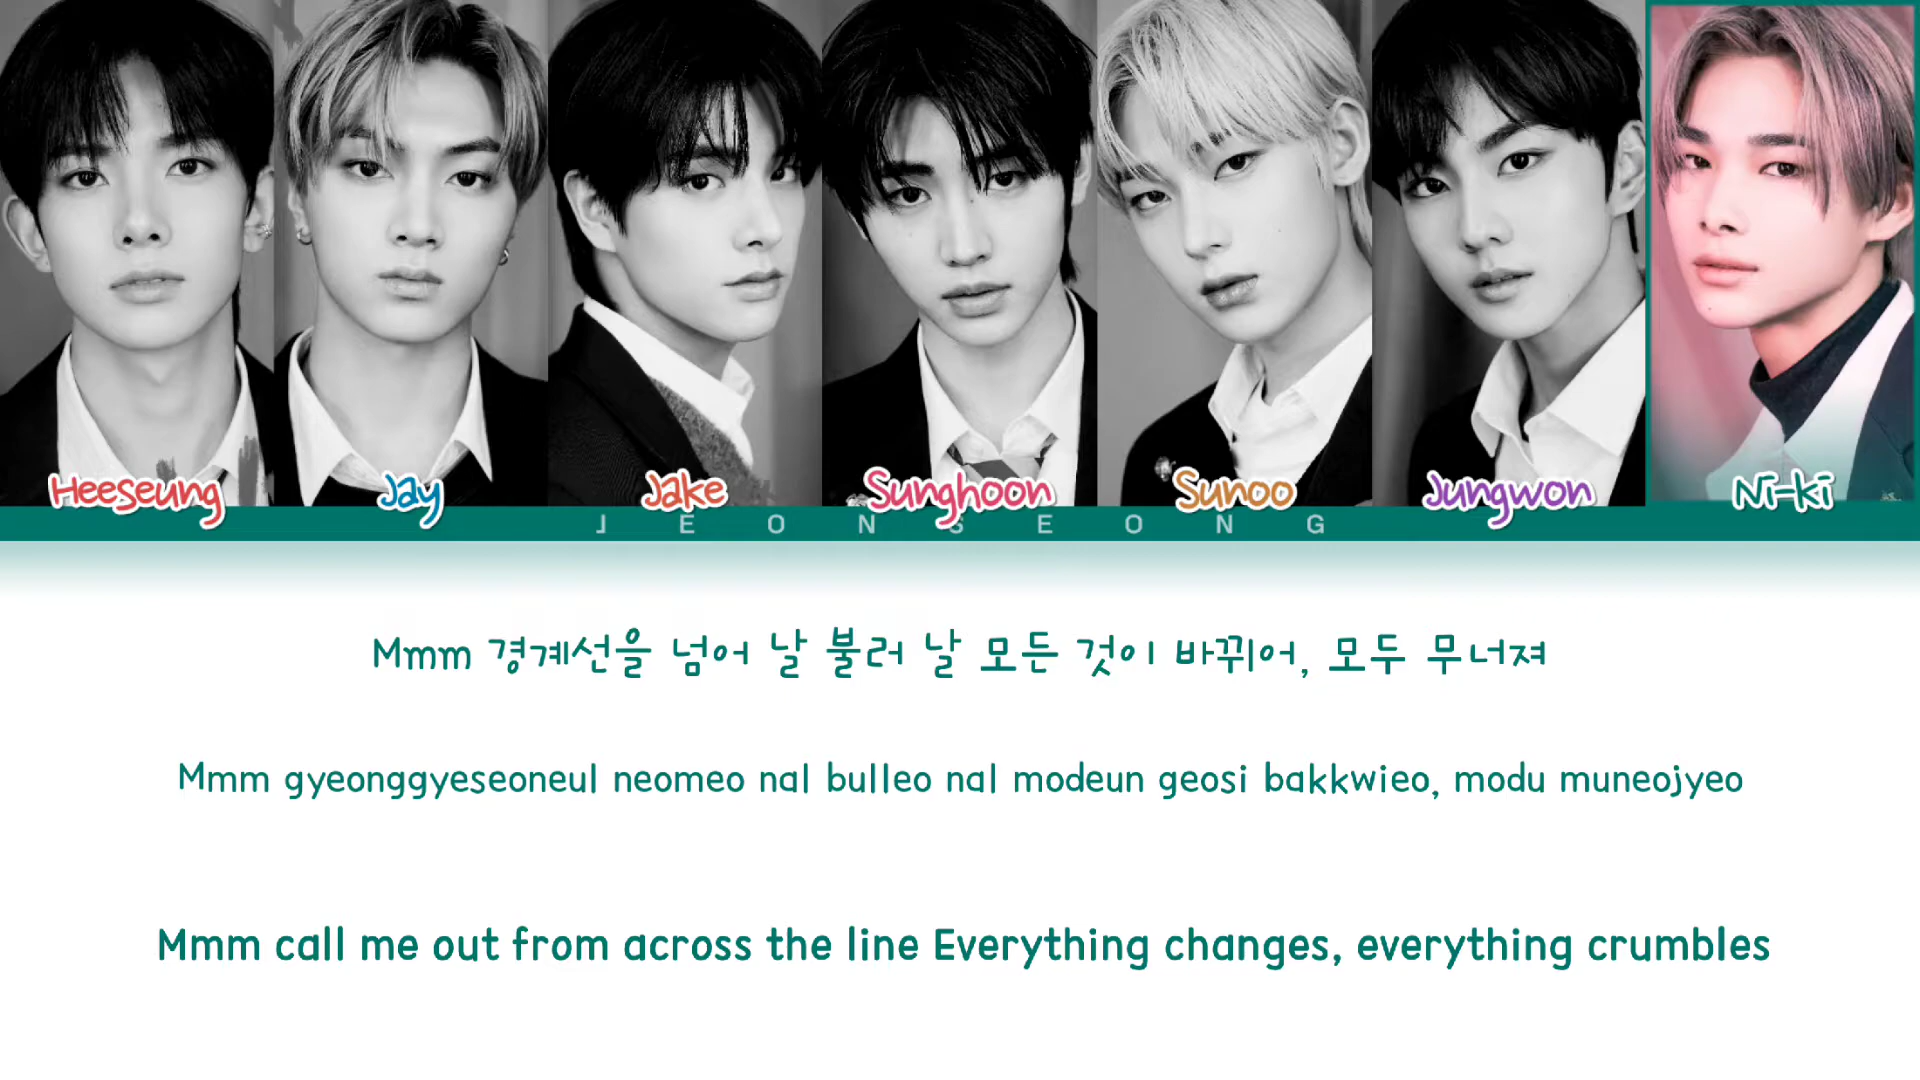 Heeseung Jay Jake Sunghoon Sunoo Jungwon Ni-ki
JEONSEONG
Mmm 경계선을 넘어 날 불러 날 모든 것이 바뀌어, 모두 무너져
Mmm gyeonggyeseoneul neomeo nal bulleo nal modeun geosi bakkwieo, modu muneojyeo
Mmm call me out from across the line Everything changes, everything crumbles